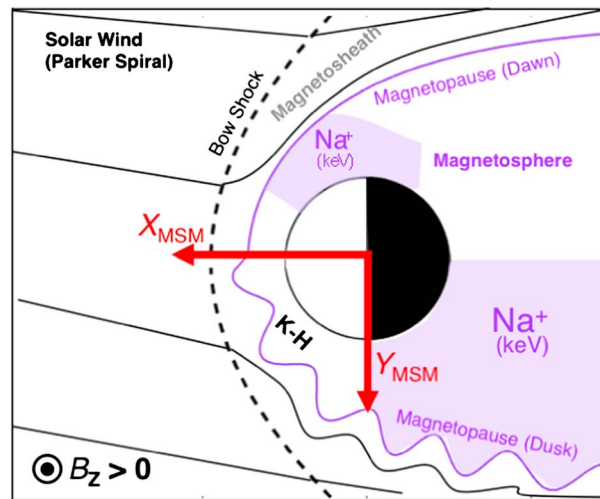 Solar Wind
(Parker Spiral)
Bow Shock
Magnetosheath
Magnetopause (Dawn)
Na+
(keV)
Magnetosphere
XMSM
K-H
Na+
(keV)
YMSM
Magnetopause (Dusk)
BZ > 0